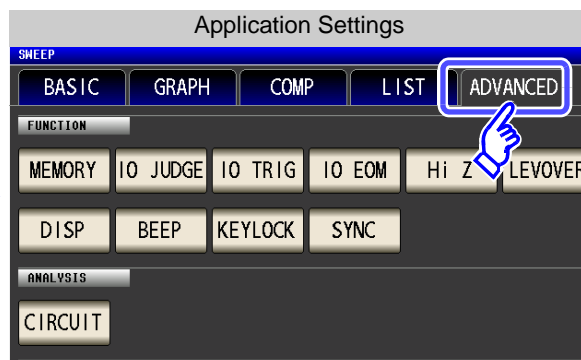 Application Settings
SWEEP
BASIC GRAPH COMP LIST ADVANCED
FUNCTION
MEMORY IO JUDGE IO TRIG IO EOM Hi Z LEVOVER
DISP BEEP KEYLOCK SYNC
ANALYSIS
CIRCUIT